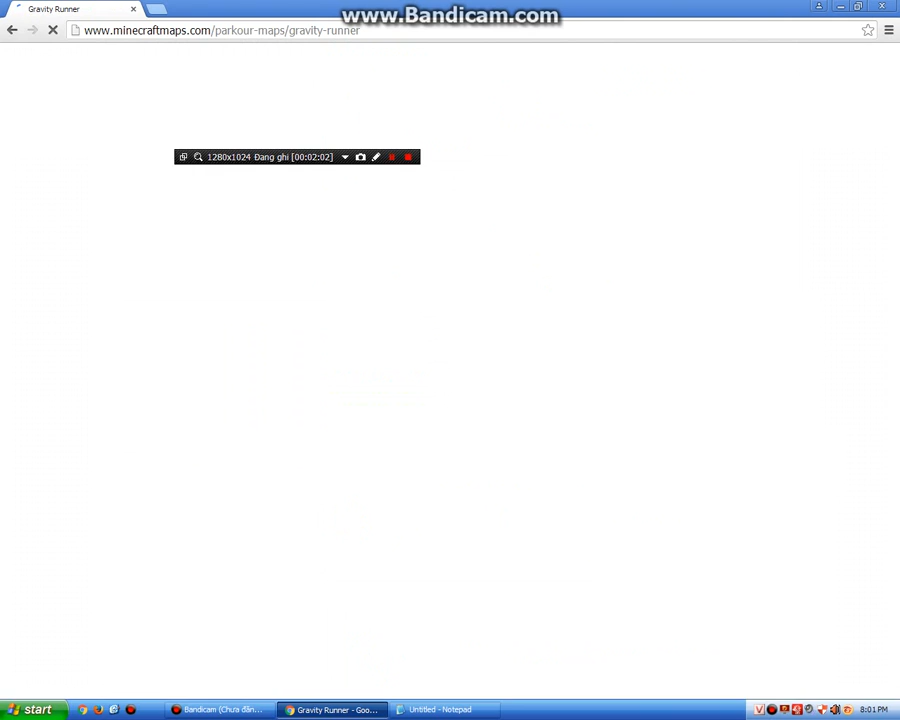 Gravity Runner
www.Bandicam.com
www.minecraftmaps.com/parkour-maps/gravity-runner
1280x1024 Đang ghi [00:02:02]
start
Bandicam (Chưa đăn...
Gravity Runner - Goo...
Untitled - Notepad
8:01 PM